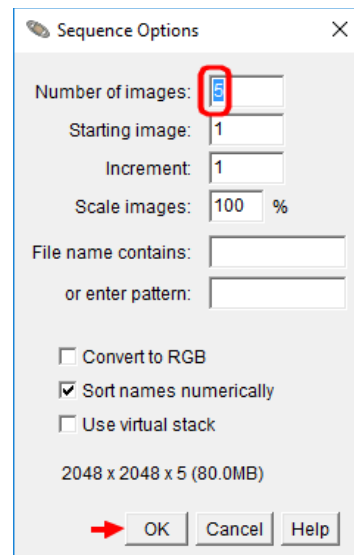 Sequence Options
Number of images: 5
Starting image: 1
Increment: 1
Scale images: 100 %
File name contains:
or enter pattern:
Convert to RGB
Sort names numerically
Use virtual stack
2048 x 2048 x 5 (80.0MB)
OK Cancel Help